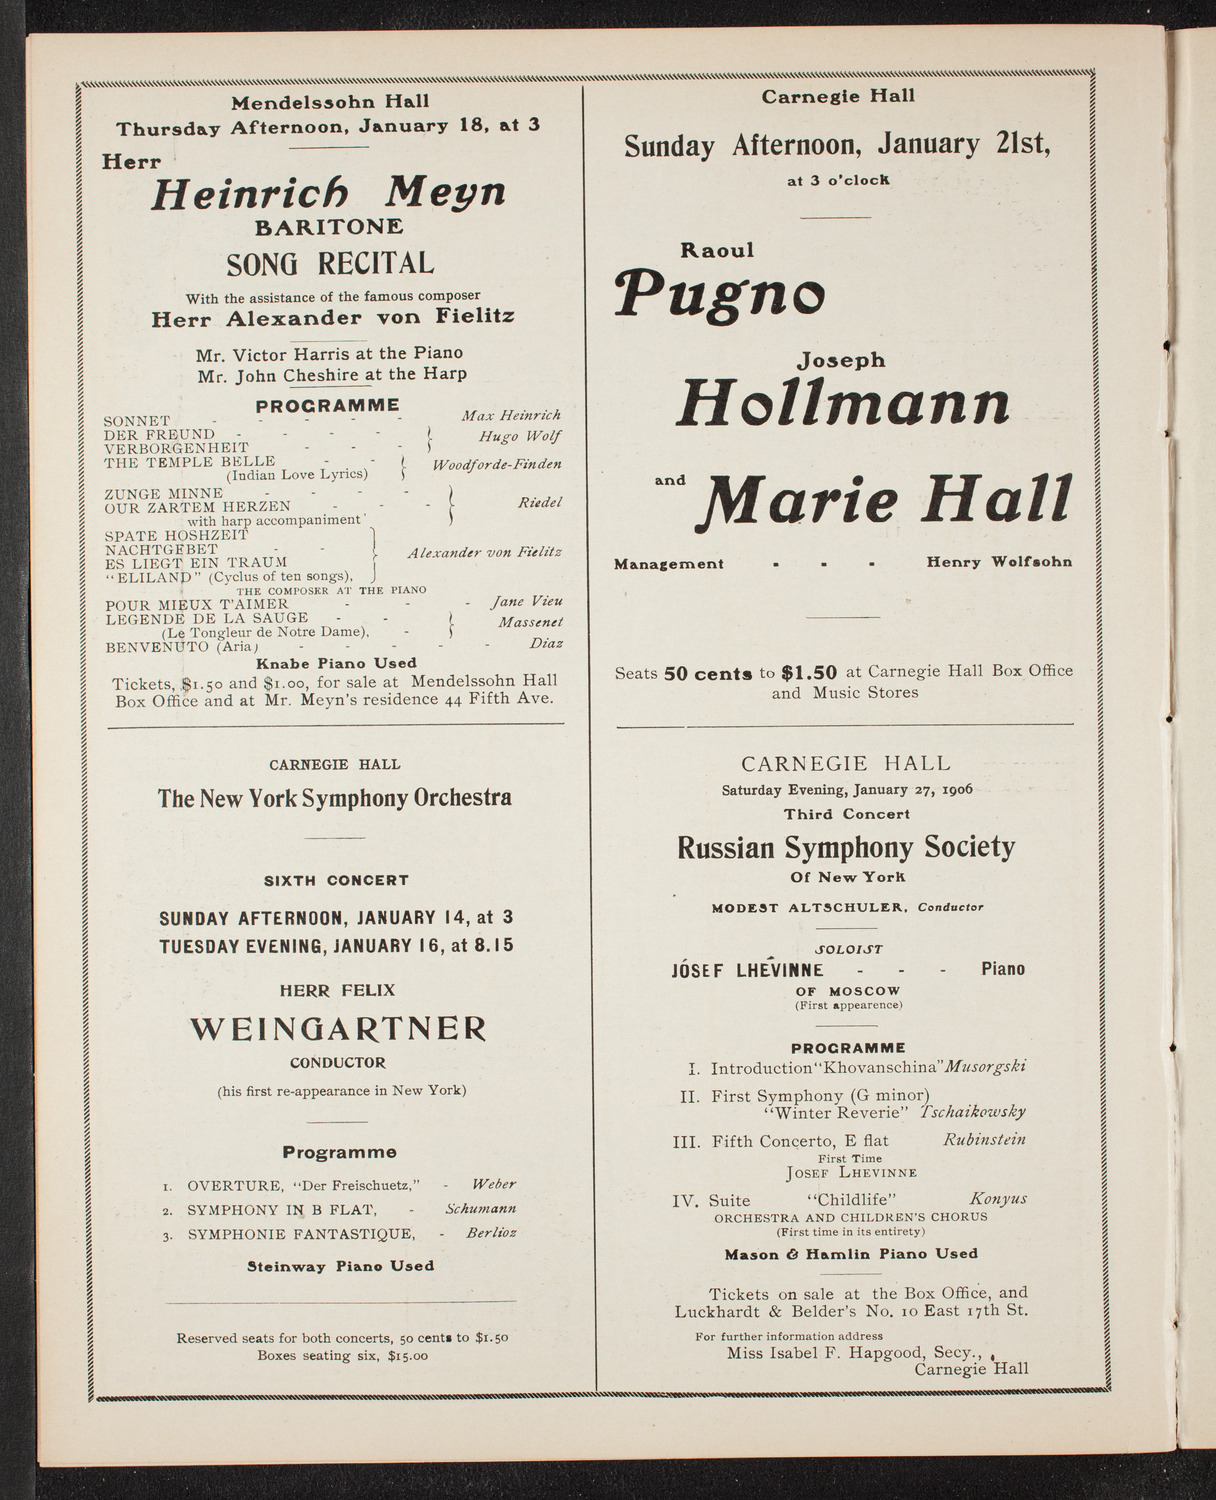 Mendelssohn Hall
Thursday Afternoon, January 18, at 3
Herr
Heinrich Meyn
BARITONE
SONG RECITAL
With the assistance of the famous composer
Herr Alexander von Fielitz
Mr. Victor Harris at the Piano
Mr. John Cheshire at the Harp
PROGRAMME
SONNET - - - - - Max Heinrich
DER FREUND - - - -
VERBORGENHEIT - - - } Hugo Wolf
THE TEMPLE BELLE - -
(Indian Love Lyrics) } Woodforde-Finden
ZUNGE MINNE - - - -
OUR ZARTEM HERZEN - - - } Riedel
with harp accompaniment
SPATE HOSHZEIT
NACHTGEBET - -
ES LIEGT EIN TRAUM } Alexander von Fielitz
"ELILAND" (Cyclus of ten songs),
THE COMPOSER AT THE PIANO
POUR MIEUX T'AIMER - - - Jane Vieu
LEGENDE DE LA SAUGE - -
(Le Tongleur de Notre Dame), - } Massenet
BENVENUTO (Aria) - - - - - Diaz
Knabe Piano Used
Tickets, $1.50 and $1.00, for sale at Mendelssohn Hall
Box Office and at Mr. Meyn's residence 44 Fifth Ave.
CARNEGIE HALL
The New York Symphony Orchestra
SIXTH CONCERT
SUNDAY AFTERNOON, JANUARY 14, at 3
TUESDAY EVENING, JANUARY 16, at 8.15
HERR FELIX
WEINGARTNER
CONDUCTOR
(his first re-appearance in New York)
Programme
1. OVERTURE, "Der Freischuetz," - Weber
2. SYMPHONY IN B FLAT, - Schumann
3. SYMPHONIE FANTASTIQUE, - Berlioz
Steinway Piano Used
Reserved seats for both concerts, 50 cents to $1.50
Boxes seating six, $15.00
Carnegie Hall
Sunday Afternoon, January 21st,
at 3 o'clock
Raoul
Pugno
Joseph
Hollmann
and Marie Hall
Management - - - Henry Wolfsohn
Seats 50 cents to $1.50 at Carnegie Hall Box Office
and Music Stores
CARNEGIE HALL
Saturday Evening, January 27, 1906
Third Concert
Russian Symphony Society
Of New York
MODEST ALTSCHULER, Conductor
SOLOIST
JÓSEF LHÉVINNE - - - Piano
OF MOSCOW
(First appearence)
PROGRAMME
I. Introduction "Khovanschina" Musorgski
II. First Symphony (G minor)
"Winter Reverie" Tschaikowsky
III. Fifth Concerto, E flat Rubinstein
First Time
JOSEF LHEVINNE
IV. Suite "Childlife" Konyus
ORCHESTRA AND CHILDREN'S CHORUS
(First time in its entirety)
Mason & Hamlin Piano Used
Tickets on sale at the Box Office, and
Luckhardt & Belder's No. 10 East 17th St.
For further information address
Miss Isabel F. Hapgood, Secy.,
Carnegie Hall